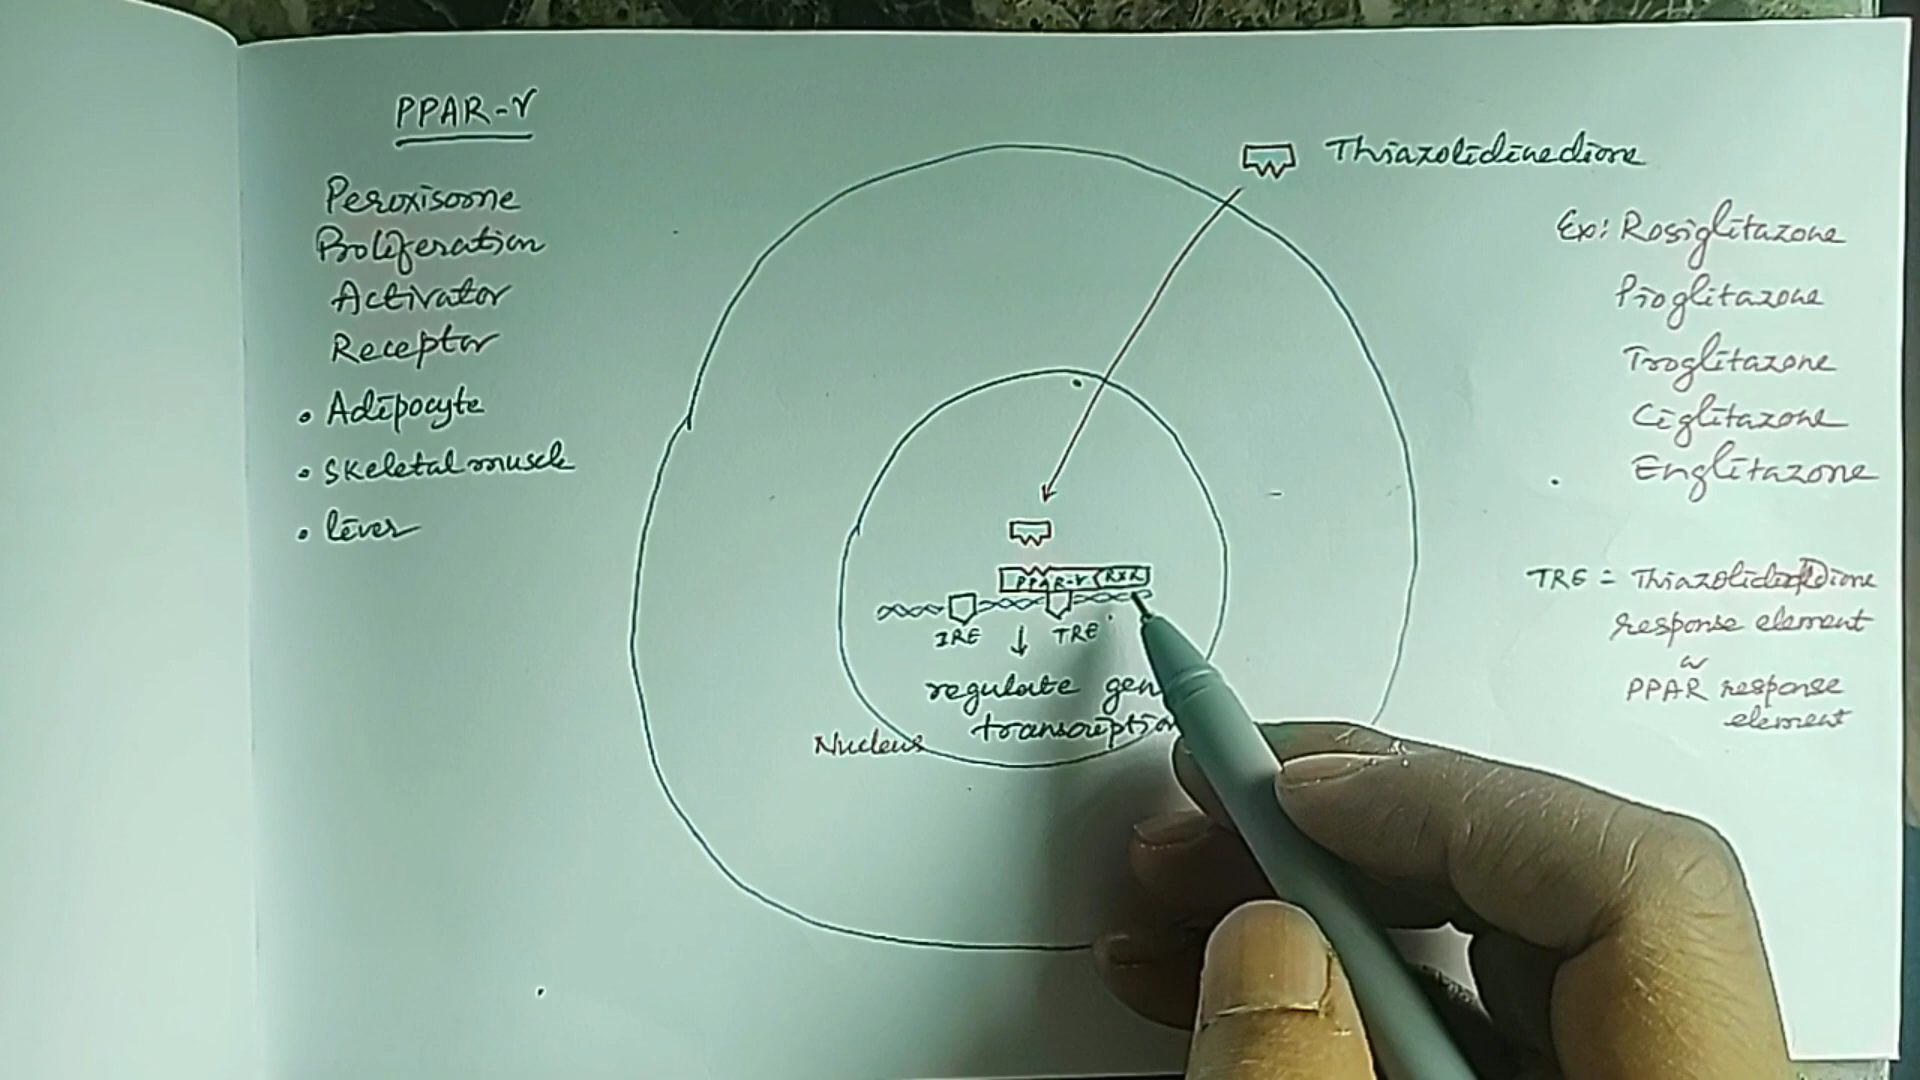 PPAR-γ
Peroxisome
Proliferation
Activator
Receptor
• Adipocyte
• Skeletal muscle
• liver
Thiazolidinedione
Ex: Rosiglitazone
Pioglitazone
Troglitazone
Ciglitazone
Englitazone
PPAR-γ RXR
IRE ↓ TRE
regulate gen
transcription
Nucleus
TRE = Thiazolidinedione
response element
or
PPAR response
element